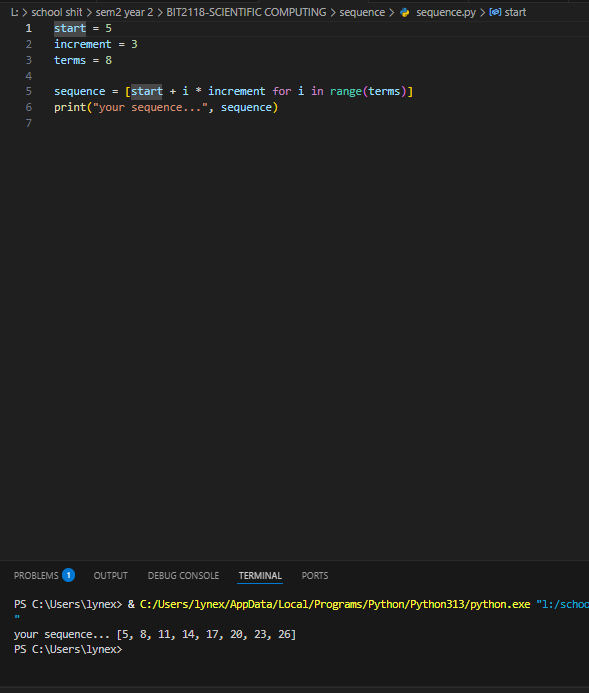 L: > school shit > sem2 year 2 > BIT2118-SCIENTIFIC COMPUTING > sequence > sequence.py > start
1 start = 5
2 increment = 3
3 terms = 8
4
5 sequence = [start + i * increment for i in range(terms)]
6 print("your sequence...", sequence)
7
PROBLEMS 1 OUTPUT DEBUG CONSOLE TERMINAL PORTS
PS C:\Users\lynex> & C:/Users/lynex/AppData/Local/Programs/Python/Python313/python.exe "l:/schoo
"
your sequence... [5, 8, 11, 14, 17, 20, 23, 26]
PS C:\Users\lynex>